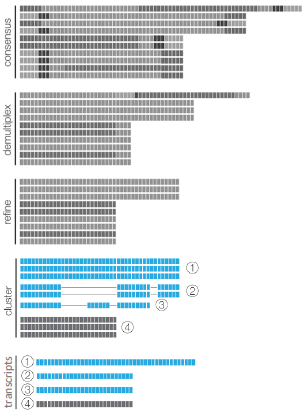 consensus
demultiplex
refine
cluster
①
②
③
④
transcripts
①
②
③
④